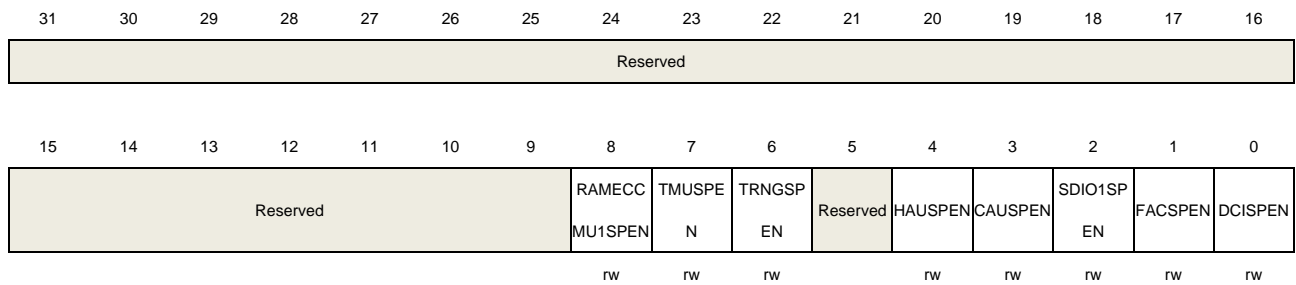 31 30 29 28 27 26 25 24 23 22 21 20 19 18 17 16
Reserved
15 14 13 12 11 10 9 8 7 6 5 4 3 2 1 0
Reserved RAMECC MU1SPEN TMUSPE N TRNGSP EN Reserved HAUSPEN CAUSPEN SDIO1SP EN FACSPEN DCISPEN
rw rw rw rw rw rw rw rw